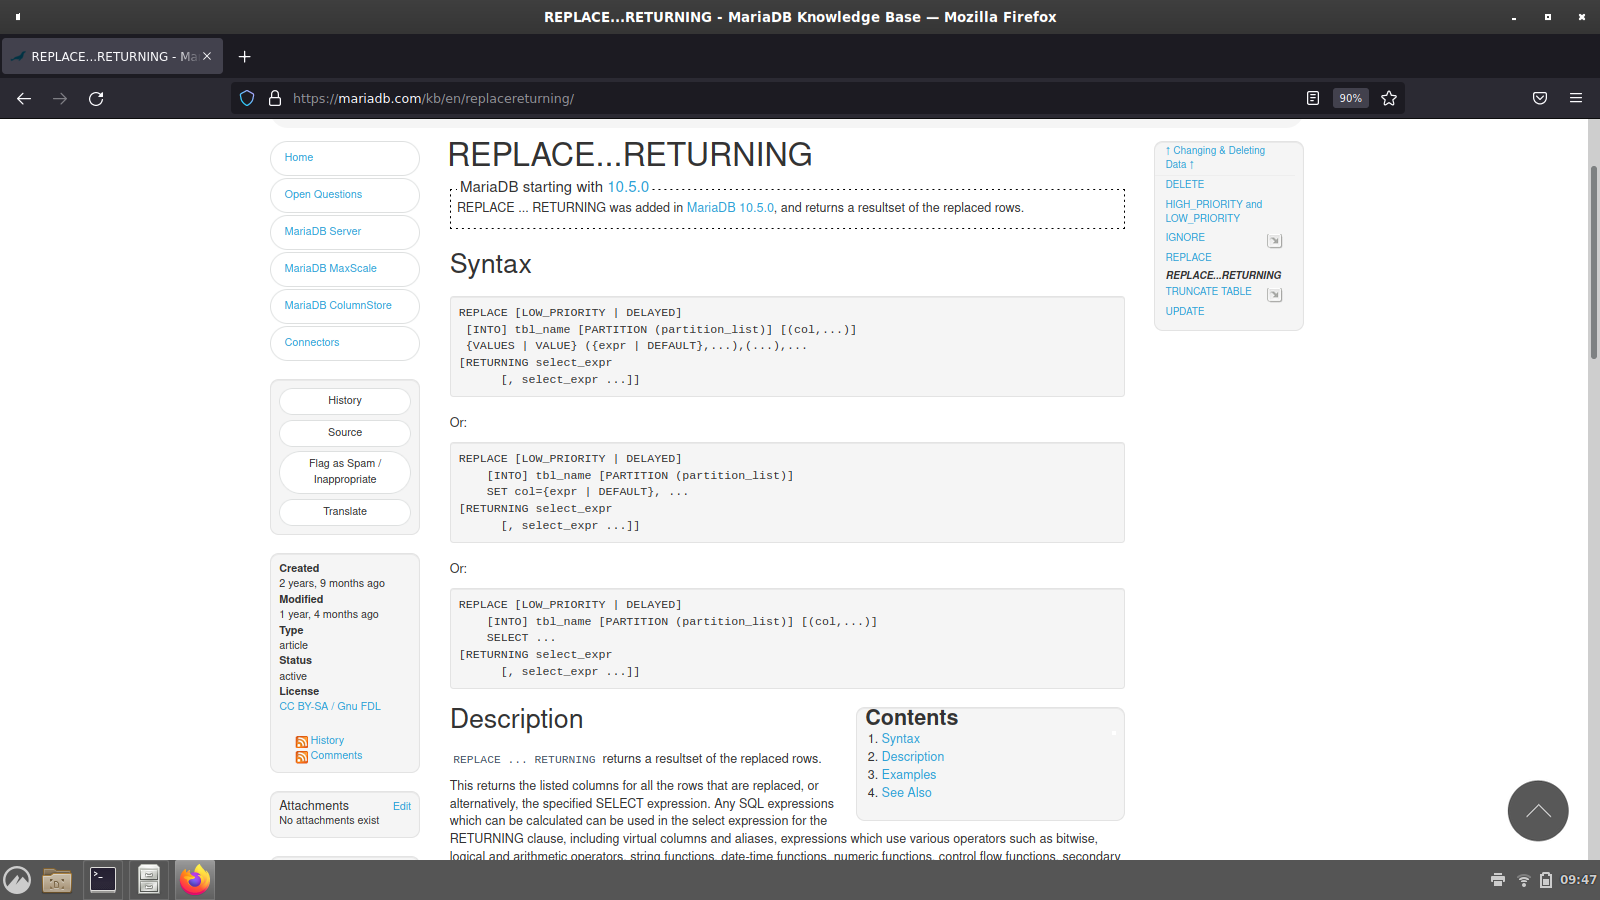 REPLACE...RETURNING - MariaDB Knowledge Base — Mozilla Firefox
REPLACE...RETURNING - Ma
https://mariadb.com/kb/en/replacereturning/
90%
Home
Open Questions
MariaDB Server
MariaDB MaxScale
MariaDB ColumnStore
Connectors
History
Source
Flag as Spam /
Inappropriate
Translate
Created
2 years, 9 months ago
Modified
1 year, 4 months ago
Type
article
Status
active
License
CC BY-SA / Gnu FDL
History
Comments
Attachments
Edit
No attachments exist
REPLACE...RETURNING
MariaDB starting with 10.5.0
REPLACE ... RETURNING was added in MariaDB 10.5.0, and returns a resultset of the replaced rows.
Syntax
REPLACE [LOW_PRIORITY | DELAYED]
[INTO] tbl_name [PARTITION (partition_list)] [(col,...)]
{VALUES | VALUE} ({expr | DEFAULT},...),(...),...
[RETURNING select_expr
[, select_expr ...]]
Or:
REPLACE [LOW_PRIORITY | DELAYED]
[INTO] tbl_name [PARTITION (partition_list)]
SET col={expr | DEFAULT}, ...
[RETURNING select_expr
[, select_expr ...]]
Or:
REPLACE [LOW_PRIORITY | DELAYED]
[INTO] tbl_name [PARTITION (partition_list)] [(col,...)]
SELECT ...
[RETURNING select_expr
[, select_expr ...]]
Description
REPLACE ... RETURNING returns a resultset of the replaced rows.
This returns the listed columns for all the rows that are replaced, or
alternatively, the specified SELECT expression. Any SQL expressions
which can be calculated can be used in the select expression for the
RETURNING clause, including virtual columns and aliases, expressions which use various operators such as bitwise,
logical and arithmetic operators, string functions, date-time functions, numeric functions, control flow functions, secondary
Contents
1. Syntax
2. Description
3. Examples
4. See Also
↑ Changing & Deleting
Data ↑
DELETE
HIGH_PRIORITY and
LOW_PRIORITY
IGNORE
REPLACE
REPLACE...RETURNING
TRUNCATE TABLE
UPDATE
09:47